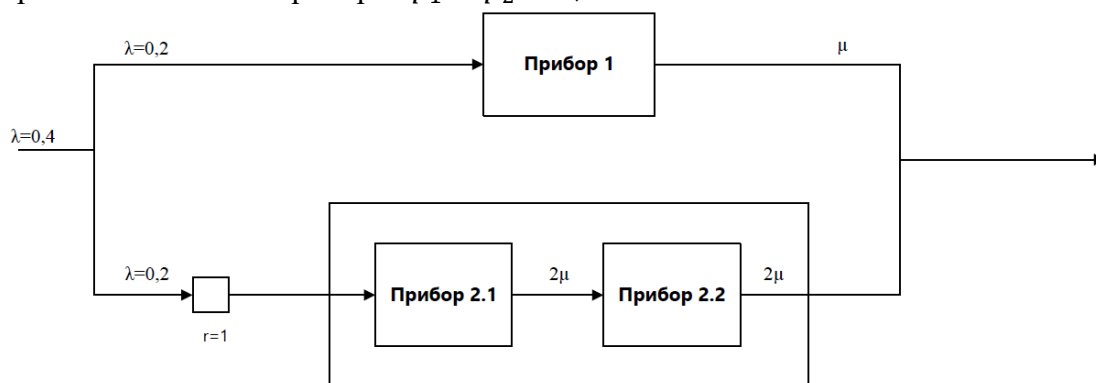 λ=0,2
Прибор 1
μ
λ=0,4
λ=0,2
Прибор 2.1
2μ
Прибор 2.2
2μ
r=1